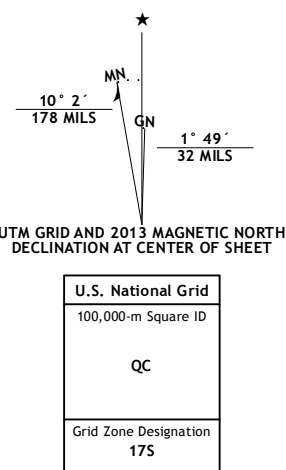 ★
MN
GN
10° 2´
178 MILS
1° 49´
32 MILS
UTM GRID AND 2013 MAGNETIC NORTH
DECLINATION AT CENTER OF SHEET
U.S. National Grid
100,000-m Square ID
QC
Grid Zone Designation
17S